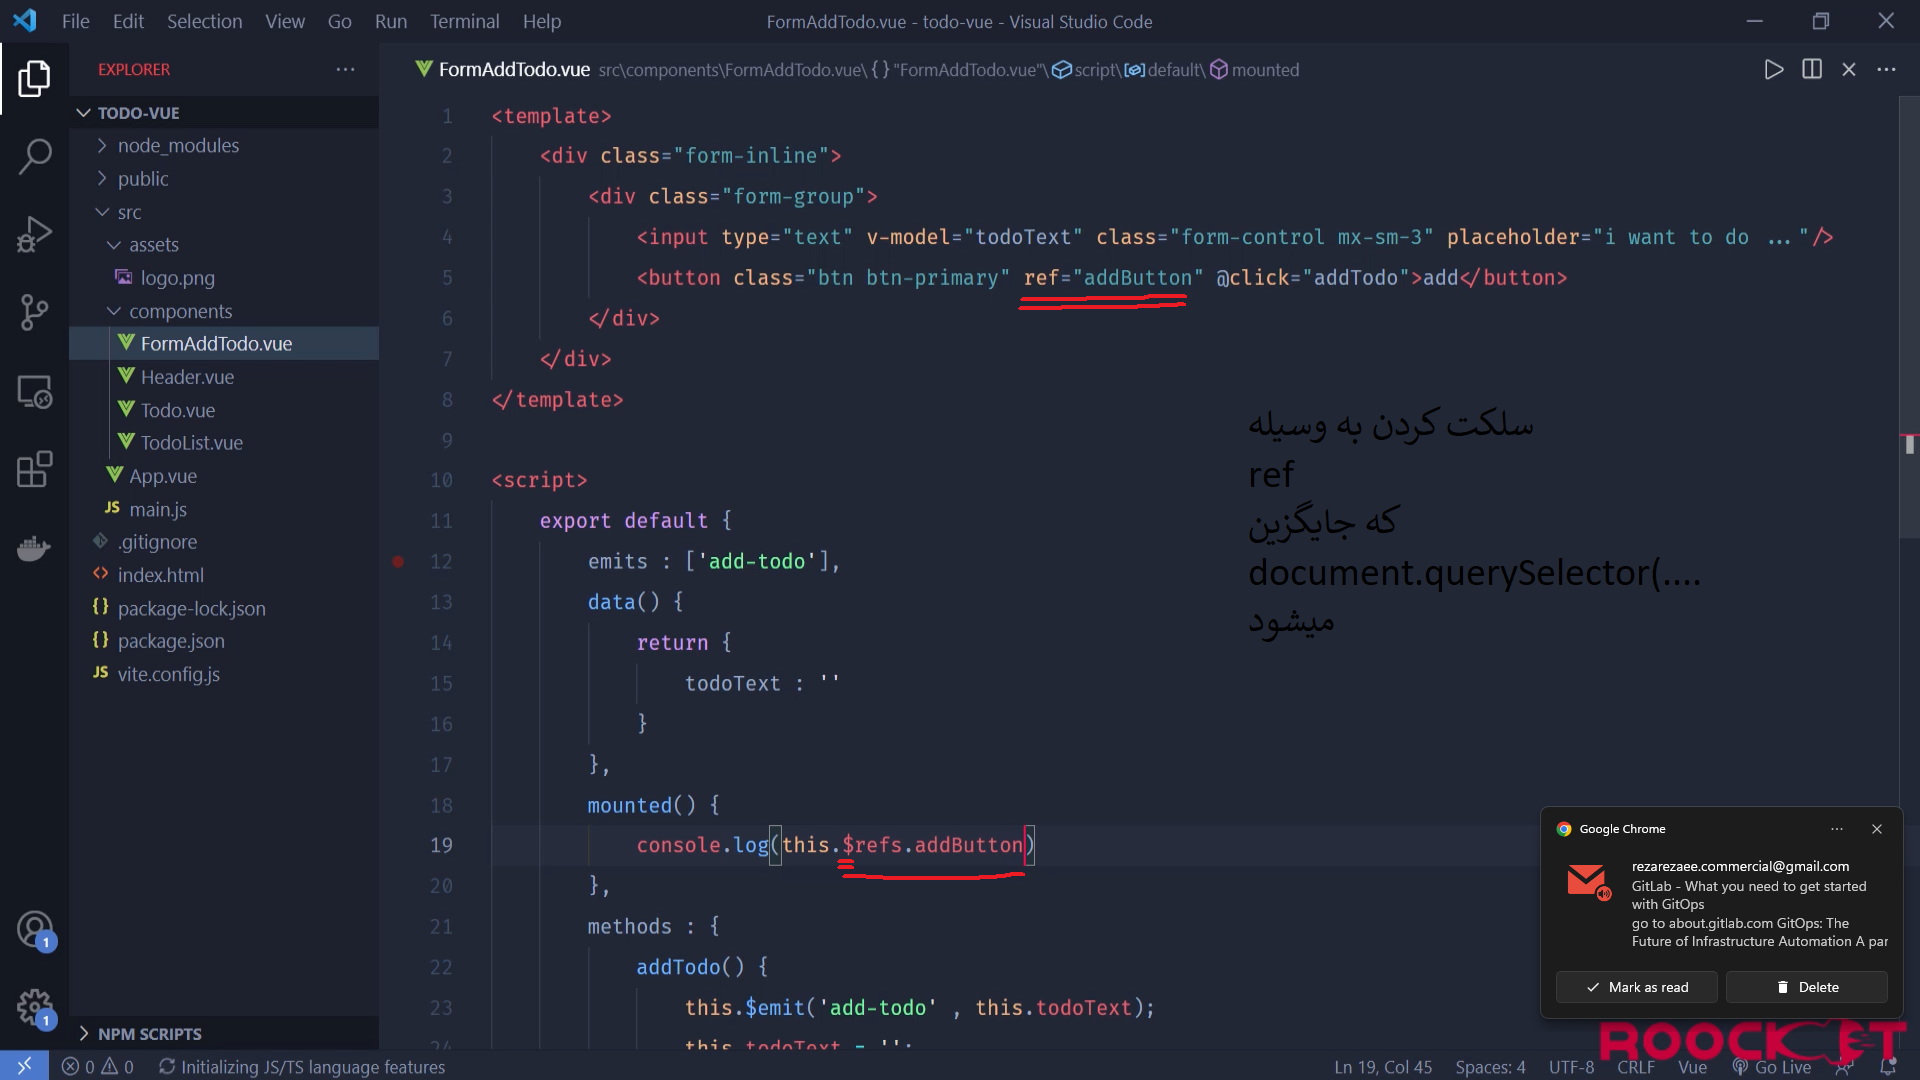 File Edit Selection View Go Run Terminal Help FormAddTodo.vue - todo-vue - Visual Studio Code
EXPLORER
TODO-VUE
node_modules
public
src
assets
logo.png
components
FormAddTodo.vue
Header.vue
Todo.vue
TodoList.vue
App.vue
main.js
.gitignore
index.html
package-lock.json
package.json
vite.config.js
NPM SCRIPTS
FormAddTodo.vue src\components\FormAddTodo.vue\{} "FormAddTodo.vue"\script\default\mounted
1 <template>
2 <div class="form-inline">
3 <div class="form-group">
4 <input type="text" v-model="todoText" class="form-control mx-sm-3" placeholder="i want to do ..."/>
5 <button class="btn btn-primary" ref="addButton" @click="addTodo">add</button>
6 </div>
7 </div>
8 </template>
9
10 <script>
11 export default {
12 emits : ['add-todo'],
13 data() {
14 return {
15 todoText : ''
16 }
17 },
18 mounted() {
19 console.log(this.$refs.addButton)
20 },
21 methods : {
22 addTodo() {
23 this.$emit('add-todo' , this.todoText);
24 this.todoText = '';
سلکت کردن به وسیله
ref
که جایگزین
document.querySelector(....
میشود
Google Chrome
rezarezaee.commercial@gmail.com
GitLab - What you need to get started
with GitOps
go to about.gitlab.com GitOps: The
Future of Infrastructure Automation A par
Mark as read Delete
ROOCKET
1
1
0 0 Initializing JS/TS language features Ln 19, Col 45 Spaces: 4 UTF-8 CRLF Vue Go Live